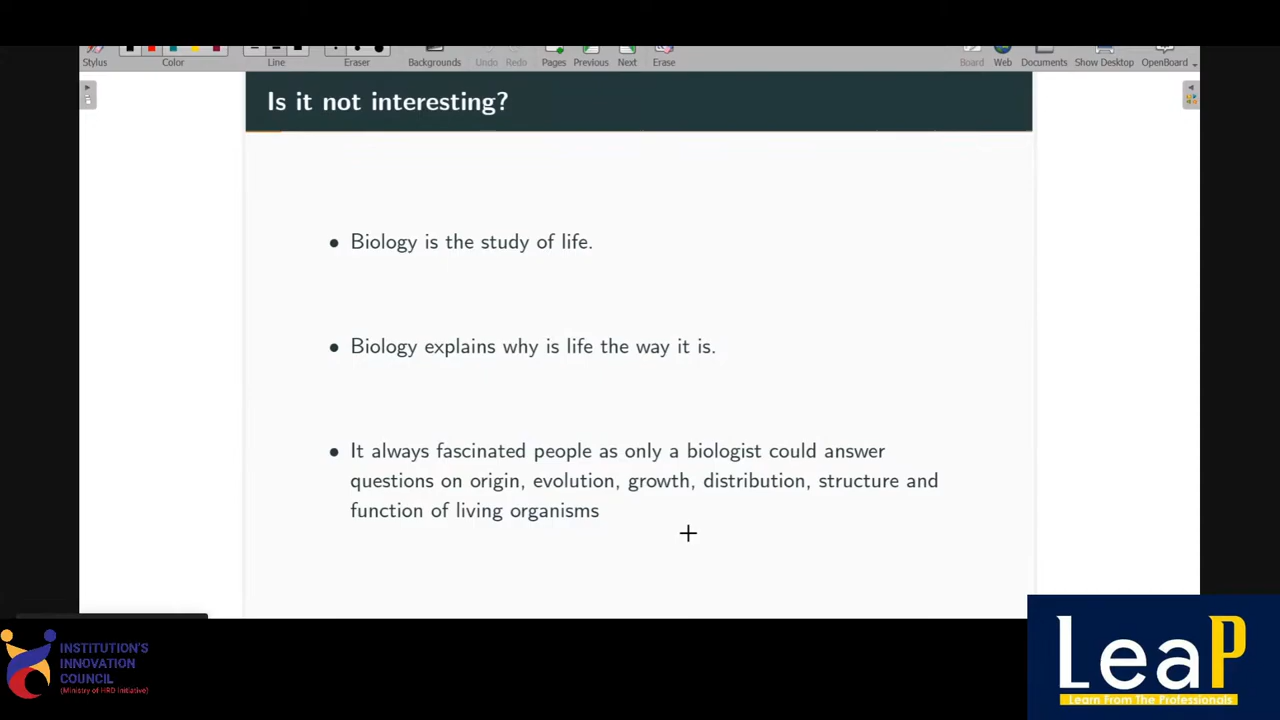 Stylus Color Line Eraser Backgrounds Undo Redo Pages Previous Next Erase Board Web Documents Show Desktop OpenBoard
Is it not interesting?
• Biology is the study of life.
• Biology explains why is life the way it is.
• It always fascinated people as only a biologist could answer
questions on origin, evolution, growth, distribution, structure and
function of living organisms
INSTITUTION'S
INNOVATION
COUNCIL
(Ministry of HRD Initiative)
LeaP
Learn From The Professionals